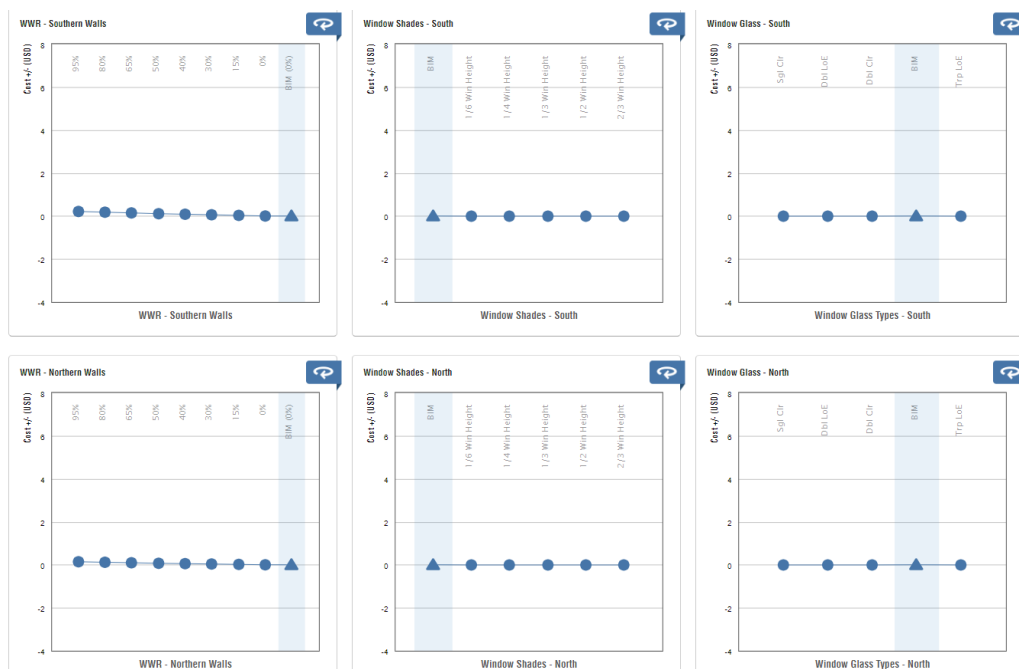 WWR - Southern Walls
Cost +/- (USD)
8
6
4
2
0
-2
-4
95%
80%
65%
50%
40%
30%
15%
0%
BIM (0%)
WWR - Southern Walls
Window Shades - South
Cost +/- (USD)
8
6
4
2
0
-2
-4
BIM
1/6 Win Height
1/4 Win Height
1/3 Win Height
1/2 Win Height
2/3 Win Height
Window Shades - South
Window Glass - South
Cost +/- (USD)
8
6
4
2
0
-2
-4
Sgl Clr
Dbl LoE
Dbl Clr
BIM
Trp LoE
Window Glass Types - South
WWR - Northern Walls
Cost +/- (USD)
8
6
4
2
0
-2
-4
95%
80%
65%
50%
40%
30%
15%
0%
BIM (0%)
WWR - Northern Walls
Window Shades - North
Cost +/- (USD)
8
6
4
2
0
-2
-4
BIM
1/6 Win Height
1/4 Win Height
1/3 Win Height
1/2 Win Height
2/3 Win Height
Window Shades - North
Window Glass - North
Cost +/- (USD)
8
6
4
2
0
-2
-4
Sgl Clr
Dbl LoE
Dbl Clr
BIM
Trp LoE
Window Glass Types - North